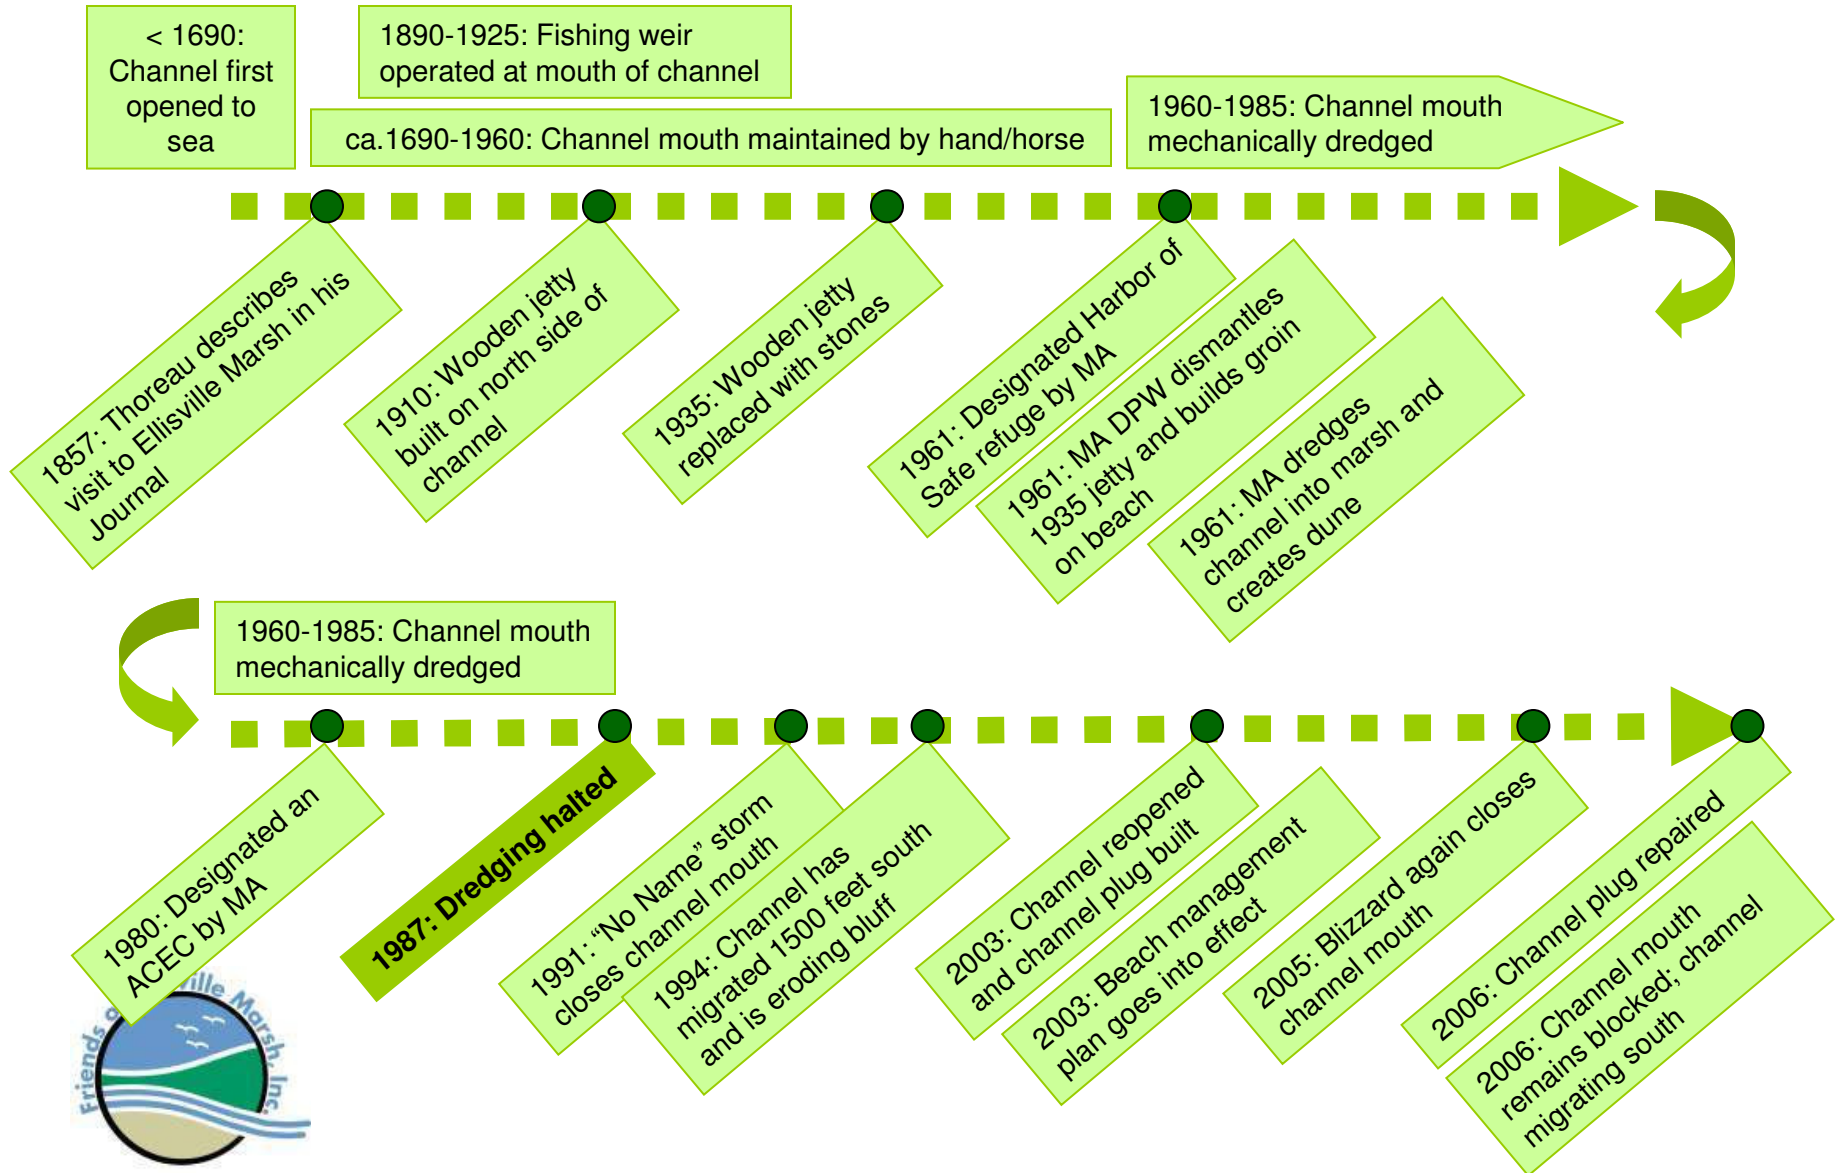 < 1690:
Channel first
opened to
sea
1890-1925: Fishing weir
operated at mouth of channel
ca.1690-1960: Channel mouth maintained by hand/horse
1960-1985: Channel mouth
mechanically dredged
1857: Thoreau describes
visit to Ellisville Marsh in his
Journal
1910: Wooden jetty
built on north side of
channel
1935: Wooden jetty
replaced with stones
1961: Designated Harbor of
Safe refuge by MA
1961: MA DPW dismantles
1935 jetty and builds groin
on beach
1961: MA dredges
channel into marsh and
creates dune
1960-1985: Channel mouth
mechanically dredged
1980: Designated an
ACEC by MA
1987: Dredging halted
1991: “No Name” storm
closes channel mouth
1994: Channel has
migrated 1500 feet south
and is eroding bluff
2003: Channel reopened
and channel plug built
2003: Beach management
plan goes into effect
2005: Blizzard again closes
channel mouth
2006: Channel plug repaired
2006: Channel mouth
remains blocked; channel
migrating south
Friends Marsh, Inc.